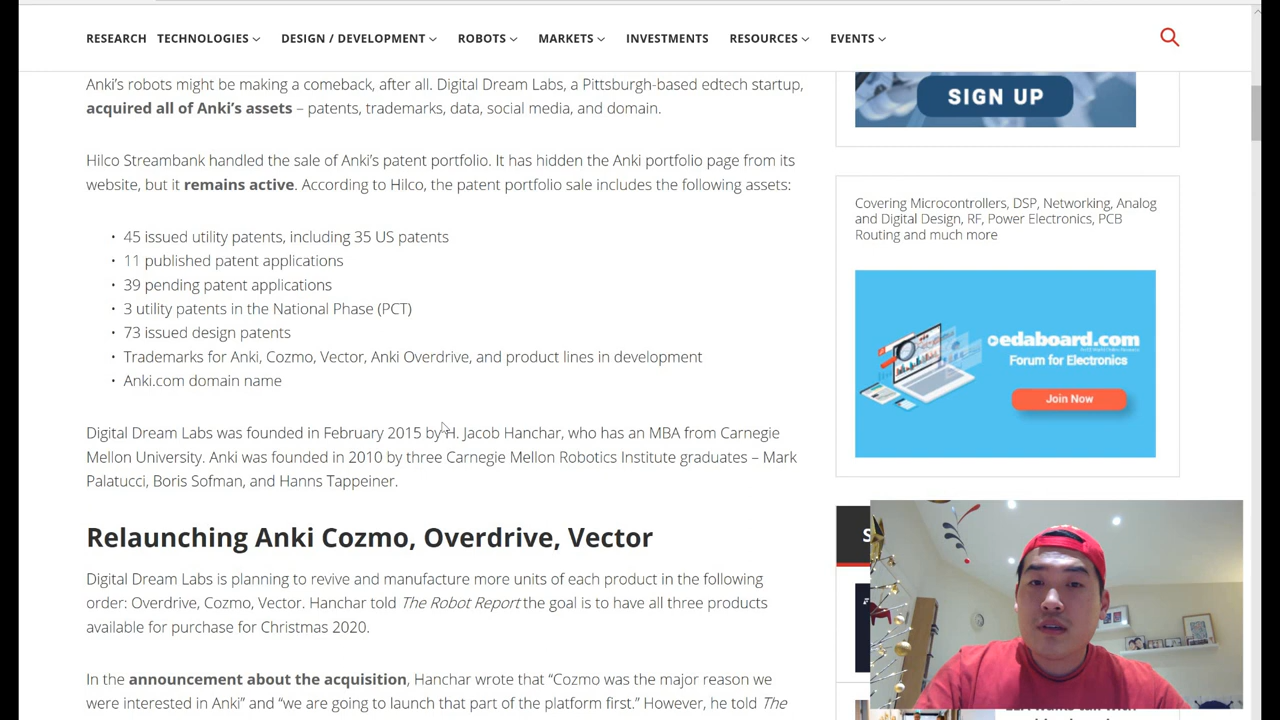 RESEARCH TECHNOLOGIES DESIGN / DEVELOPMENT ROBOTS MARKETS INVESTMENTS RESOURCES EVENTS
Anki's robots might be making a comeback, after all. Digital Dream Labs, a Pittsburgh-based edtech startup,
acquired all of Anki's assets – patents, trademarks, data, social media, and domain.
Hilco Streambank handled the sale of Anki's patent portfolio. It has hidden the Anki portfolio page from its
website, but it remains active. According to Hilco, the patent portfolio sale includes the following assets:
• 45 issued utility patents, including 35 US patents
• 11 published patent applications
• 39 pending patent applications
• 3 utility patents in the National Phase (PCT)
• 73 issued design patents
• Trademarks for Anki, Cozmo, Vector, Anki Overdrive, and product lines in development
• Anki.com domain name
Digital Dream Labs was founded in February 2015 by H. Jacob Hanchar, who has an MBA from Carnegie
Mellon University. Anki was founded in 2010 by three Carnegie Mellon Robotics Institute graduates – Mark
Palatucci, Boris Sofman, and Hanns Tappeiner.
Relaunching Anki Cozmo, Overdrive, Vector
Digital Dream Labs is planning to revive and manufacture more units of each product in the following
order: Overdrive, Cozmo, Vector. Hanchar told The Robot Report the goal is to have all three products
available for purchase for Christmas 2020.
In the announcement about the acquisition, Hanchar wrote that “Cozmo was the major reason we
were interested in Anki” and “we are going to launch that part of the platform first.” However, he told The
SIGN UP
Covering Microcontrollers, DSP, Networking, Analog
and Digital Design, RF, Power Electronics, PCB
Routing and much more
edaboard.com
Forum for Electronics
Join Now